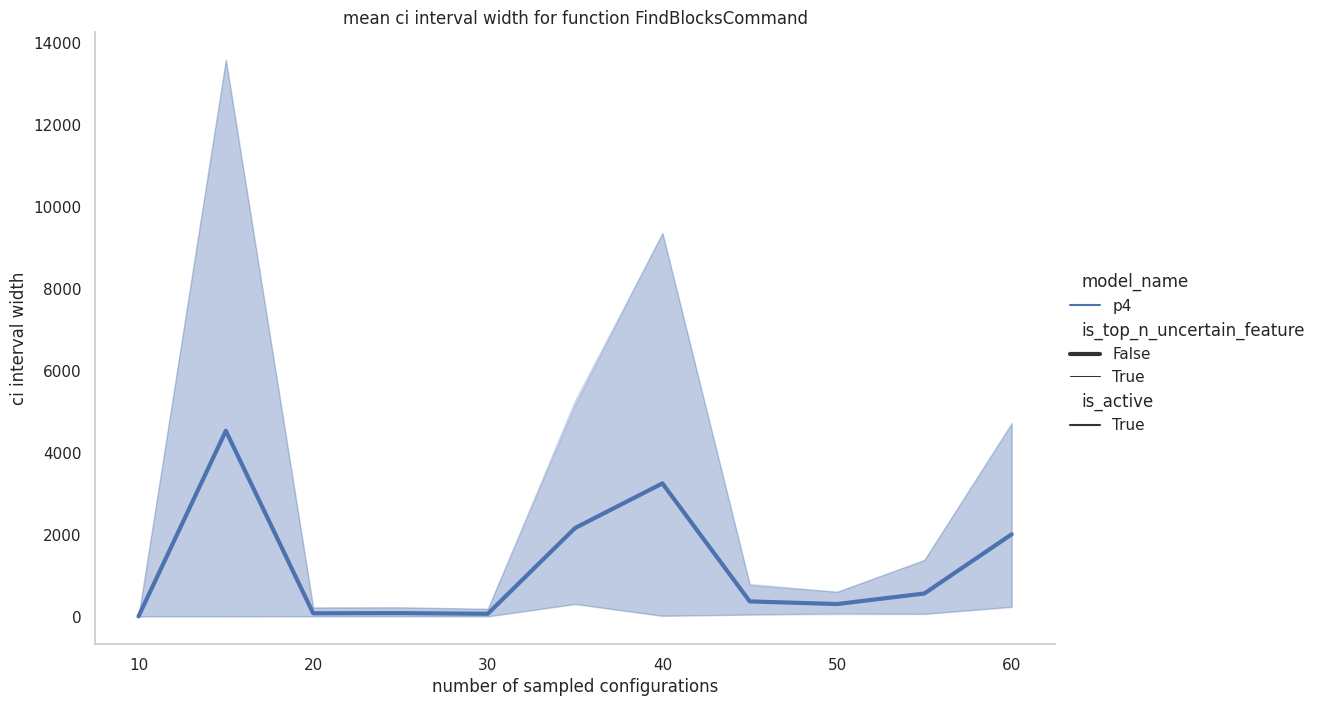 mean ci interval width for function FindBlocksCommand
14000
12000
10000
8000
6000
4000
2000
0
ci interval width
10 20 30 40 50 60
number of sampled configurations
model_name
p4
is_top_n_uncertain_feature
False
True
is_active
True